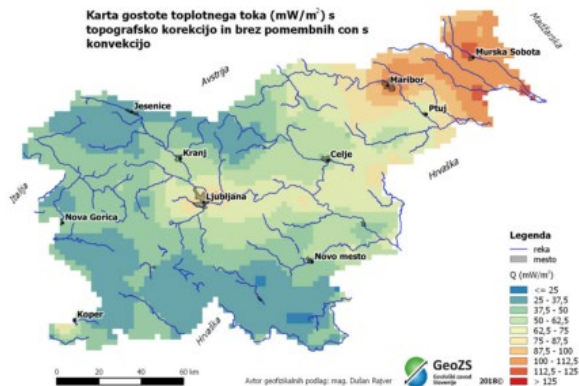 Karta gostote toplotnega toka (mW/m²) s
topografsko korekcijo in brez pomembnih con s
konvekcijo
Madžarska
Murska Sobota
Avstrija
Maribor
Ptuj
Jesenice
Kranj
Celje
Hrvaška
Italija
Ljubljana
Nova Gorica
Novo mesto
Koper
Hrvaška
Legenda
reka
mesto
Q (mW/m²)
<= 25
25 - 37,5
37,5 - 50
50 - 62,5
62,5 - 75
75 - 87,5
87,5 - 100
100 - 112,5
112,5 - 125
> 125
0 20 40 60 km
Avtor geofizikalnih podlag: mag. Dušan Rajver
GeoZS
Geološki zavod
Slovenije
2018©